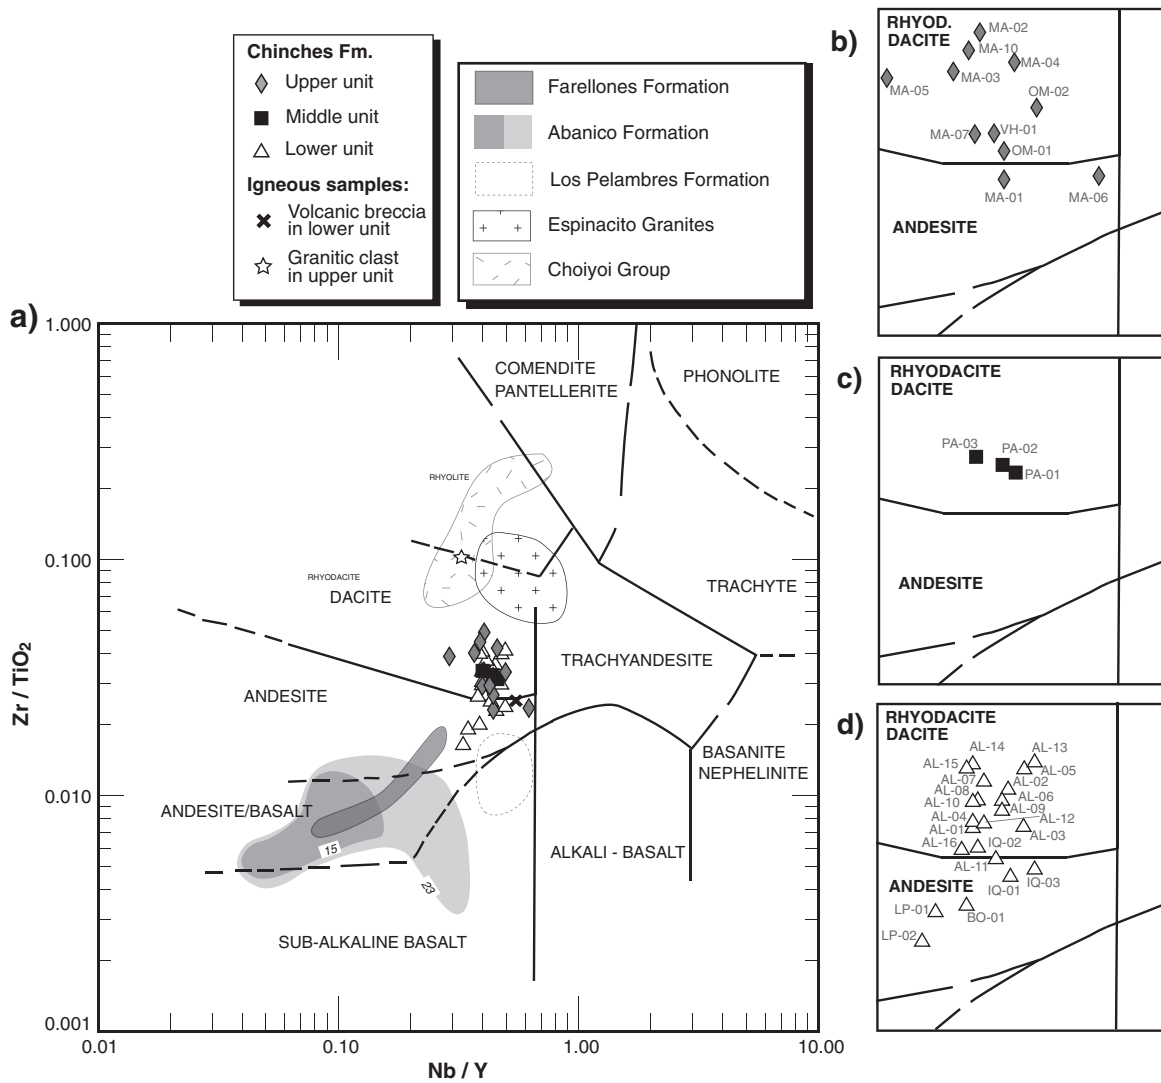 Chinches Fm.
Upper unit
Middle unit
Lower unit
Igneous samples:
Volcanic breccia
in lower unit
Granitic clast
in upper unit
Farellones Formation
Abanico Formation
Los Pelambres Formation
Espinacito Granites
Choiyoi Group
a)
1.000
0.100
0.010
0.001
0.01
0.10
1.00
10.00
Zr / TiO2
Nb / Y
COMENDITE
PANTELLERITE
PHONOLITE
RHYOLITE
RHYODACITE
DACITE
TRACHYTE
TRACHYANDESITE
ANDESITE
BASANITE
NEPHELINITE
ANDESITE/BASALT
15
23
ALKALI - BASALT
SUB-ALKALINE BASALT
b)
RHYOD.
DACITE
MA-02
MA-10
MA-04
MA-03
MA-05
OM-02
MA-07
VH-01
OM-01
MA-01
MA-06
ANDESITE
c)
RHYODACITE
DACITE
PA-03
PA-02
PA-01
ANDESITE
d)
RHYODACITE
DACITE
AL-14
AL-13
AL-15
AL-05
AL-07
AL-02
AL-08
AL-06
AL-10
AL-09
AL-04
AL-12
AL-01
AL-03
AL-16
IQ-02
AL-11
ANDESITE
IQ-01
IQ-03
LP-01
BO-01
LP-02